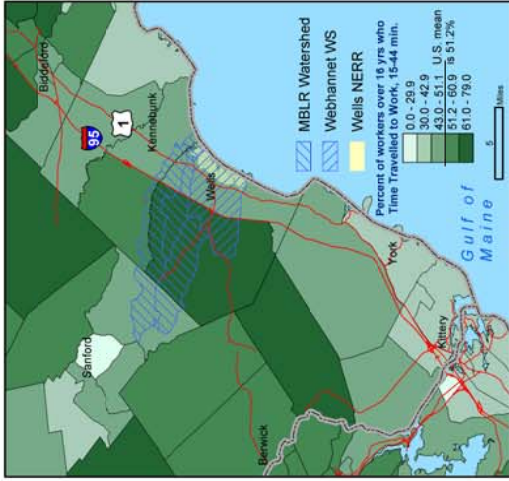 Biddeford
95
1
Kennebunk
Sanford
Wells
Berwick
York
Kittery
Gulf of
Maine
MBLR Watershed
Webhannet WS
Wells NERR
Percent of workers over 16 yrs who
Time Travelled to Work, 15-44 min.
0.0 - 29.9
30.0 - 42.9
43.0 - 51.1 U.S. mean
51.2 - 60.9 is 51.2%
61.0 - 79.0
5
Miles